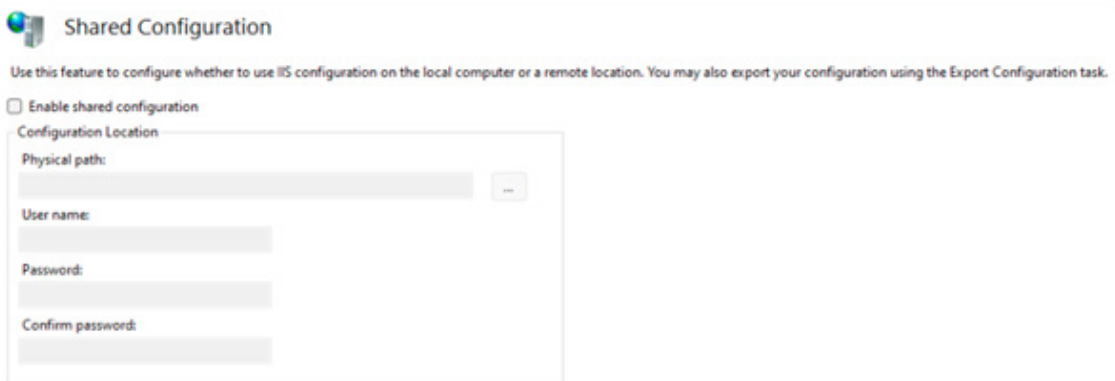 Shared Configuration
Use this feature to configure whether to use IIS configuration on the local computer or a remote location. You may also export your configuration using the Export Configuration task.
Enable shared configuration
Configuration Location
Physical path:
...
User name:
Password:
Confirm password: